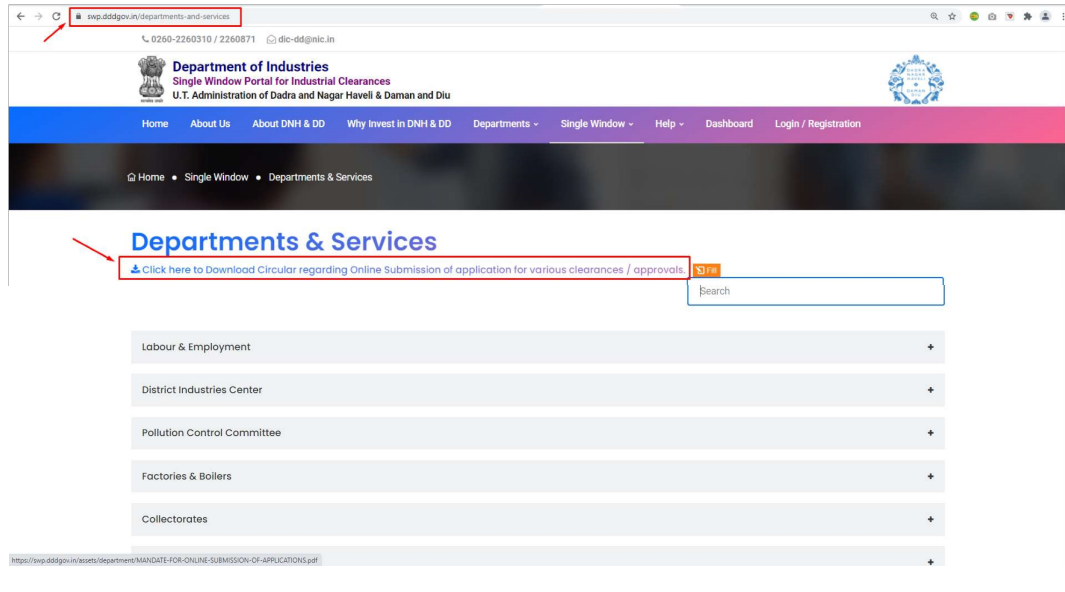 swp.dddgov.in/departments-and-services
0260-2260310 / 2260871 dic-dd@nic.in
Department of Industries
Single Window Portal for Industrial Clearances
U.T. Administration of Dadra and Nagar Haveli & Daman and Diu
Home About Us About DNH & DD Why Invest in DNH & DD Departments Single Window Help Dashboard Login / Registration
Home • Single Window • Departments & Services
Departments & Services
Click here to Download Circular regarding Online Submission of application for various clearances / approvals.
Search
Labour & Employment +
District Industries Center +
Pollution Control Committee +
Factories & Boilers +
Collectorates +
+
https://swp.dddgov.in/assets/department/MANDATE-FOR-ONLINE-SUBMISSION-OF-APPLICATIONS.pdf